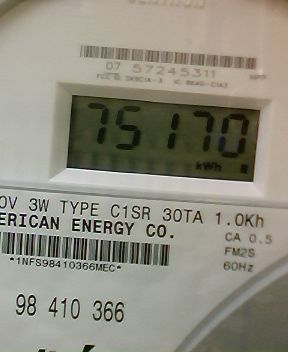 07 57245311
75170
kWh
0V 3W TYPE C1SR 30TA 1.0Kh
ERICAN ENERGY CO.
CA 0.5
FM2S
60Hz
*1NFS98410366MEC*
98 410 366